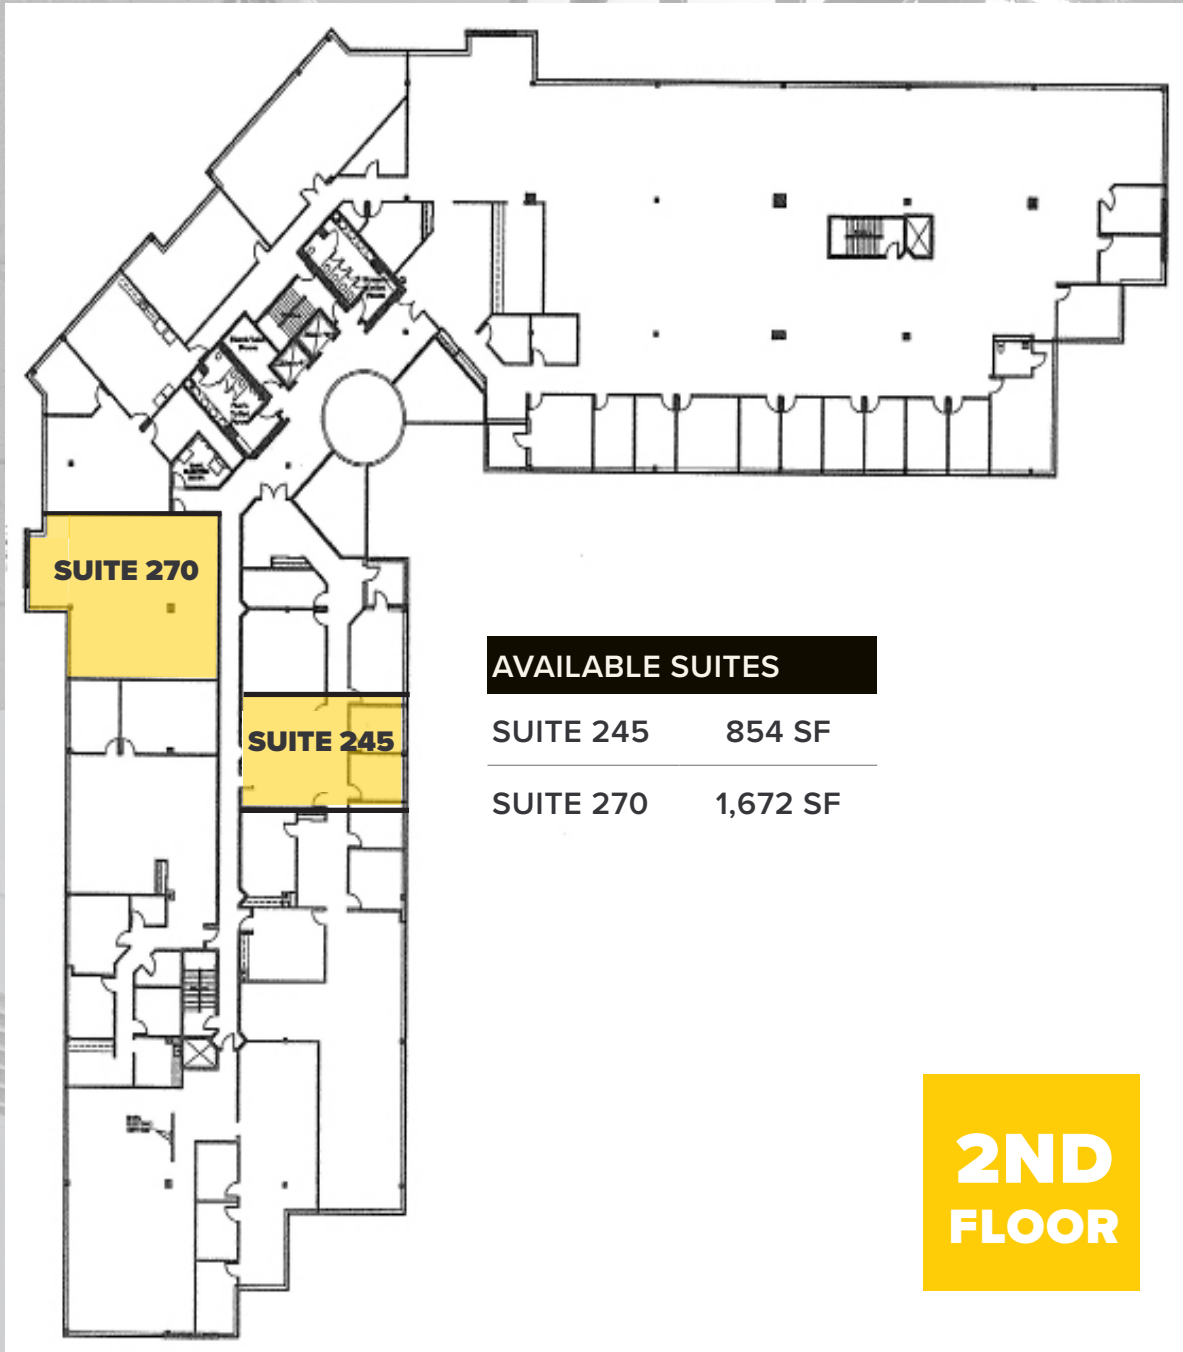 SUITE 270
SUITE 245
AVAILABLE SUITES
SUITE 245 854 SF
SUITE 270 1,672 SF
2ND
FLOOR